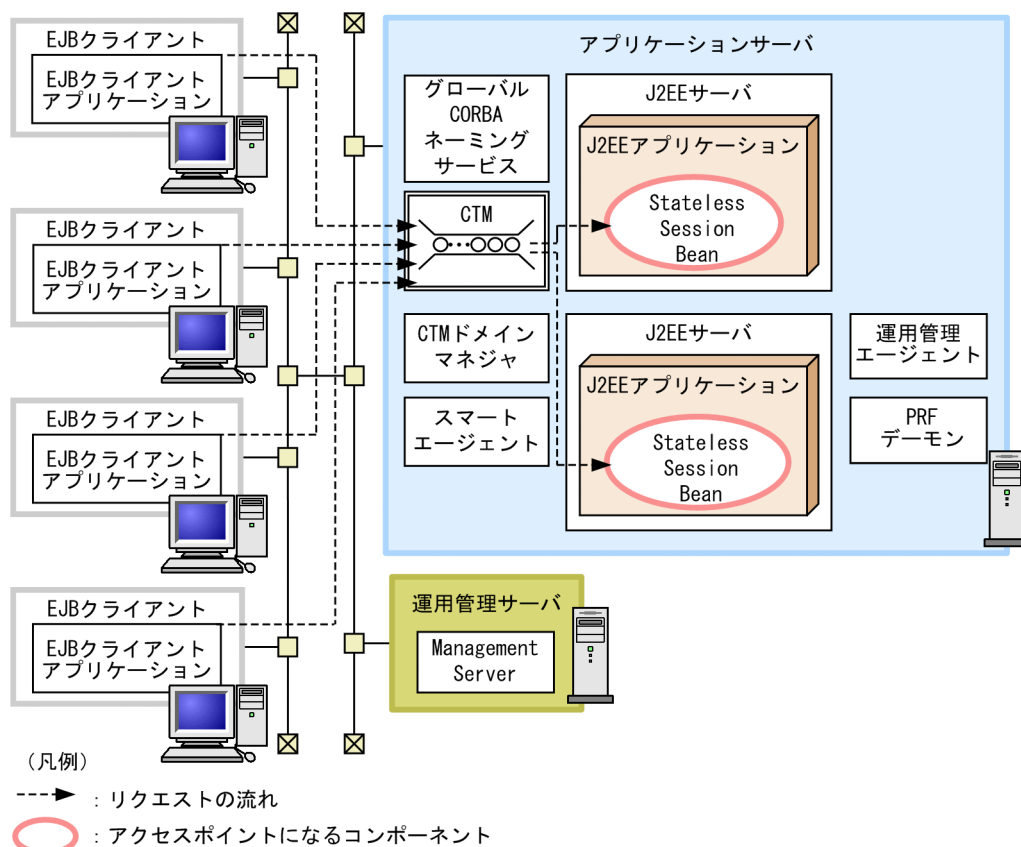 EJBクライアント
EJBクライアント
アプリケーション
EJBクライアント
EJBクライアント
アプリケーション
EJBクライアント
EJBクライアント
アプリケーション
EJBクライアント
EJBクライアント
アプリケーション
アプリケーションサーバ
グローバル
CORBA
ネーミング
サービス
CTM
CTMドメイン
マネジャ
スマート
エージェント
J2EEサーバ
J2EEアプリケーション
Stateless
Session
Bean
J2EEサーバ
J2EEアプリケーション
Stateless
Session
Bean
運用管理
エージェント
PRF
デーモン
運用管理サーバ
Management
Server
（凡例）
：リクエストの流れ
：アクセスポイントになるコンポーネント